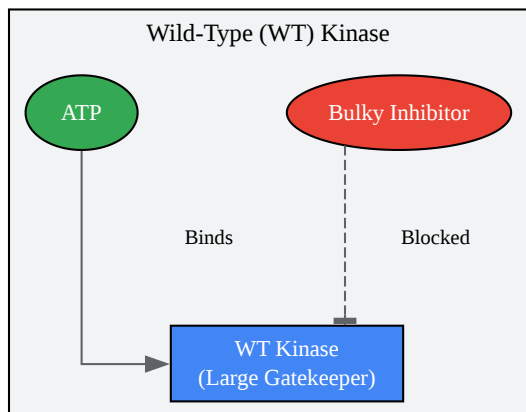 Wild-Type (WT) Kinase
ATP
Bulky Inhibitor
Binds
Blocked
WT Kinase
(Large Gatekeeper)